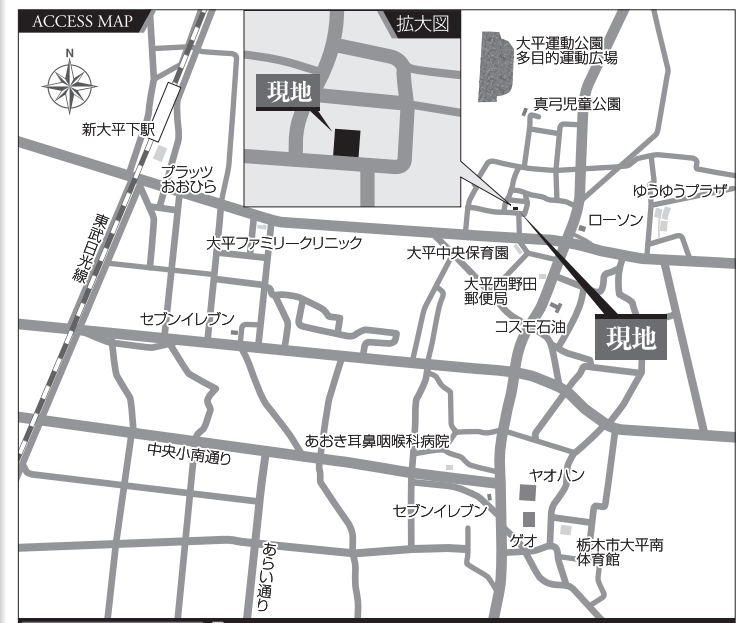 ACCESS MAP
N
拡大図
現地
大平運動公園
多目的運動広場
真弓児童公園
新大平下駅
プラッツ
おおひら
ゆうゆうプラザ
ローソン
東武日光線
大平ファミリークリニック
大平中央保育園
大平西野田
郵便局
セブンイレブン
コスモ石油
現地
あおき耳鼻咽喉科病院
中央小南通り
ヤオハン
セブンイレブン
ゲオ
栃木市大平南
体育館
あらい通り